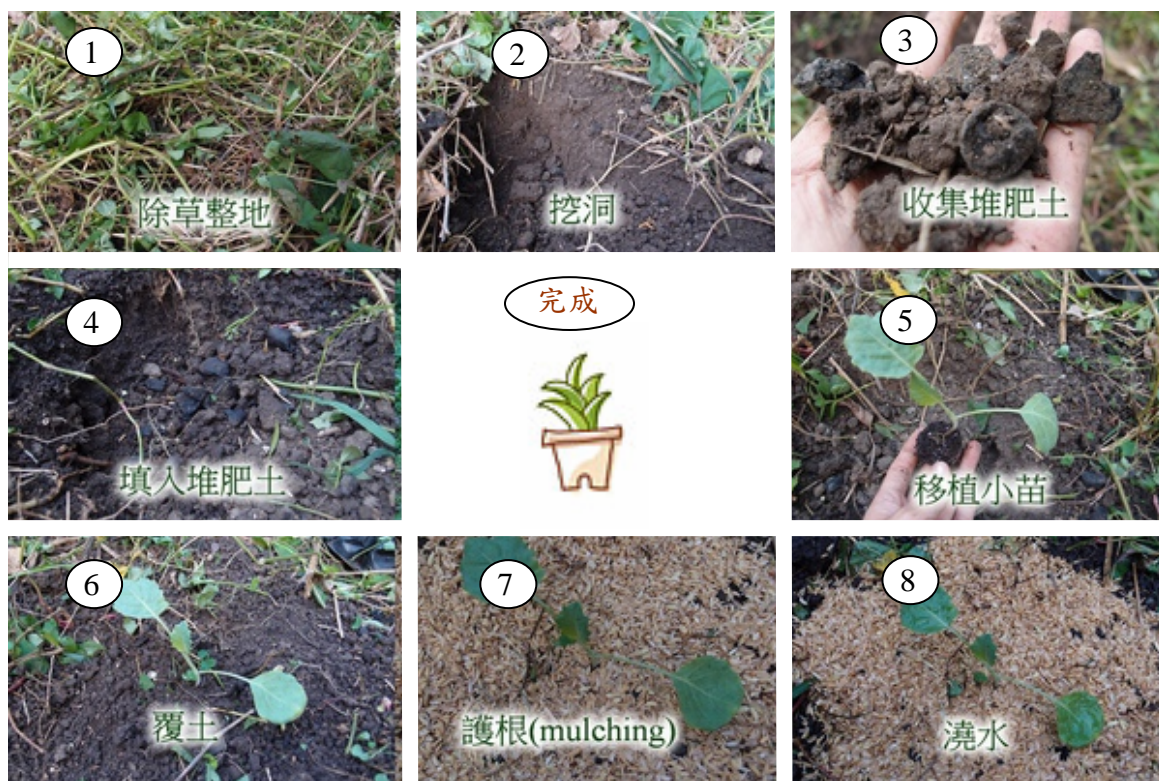 1
除草整地
2
挖洞
3
收集堆肥土
4
填入堆肥土
完成
5
移植小苗
6
覆土
7
護根(mulching)
8
澆水